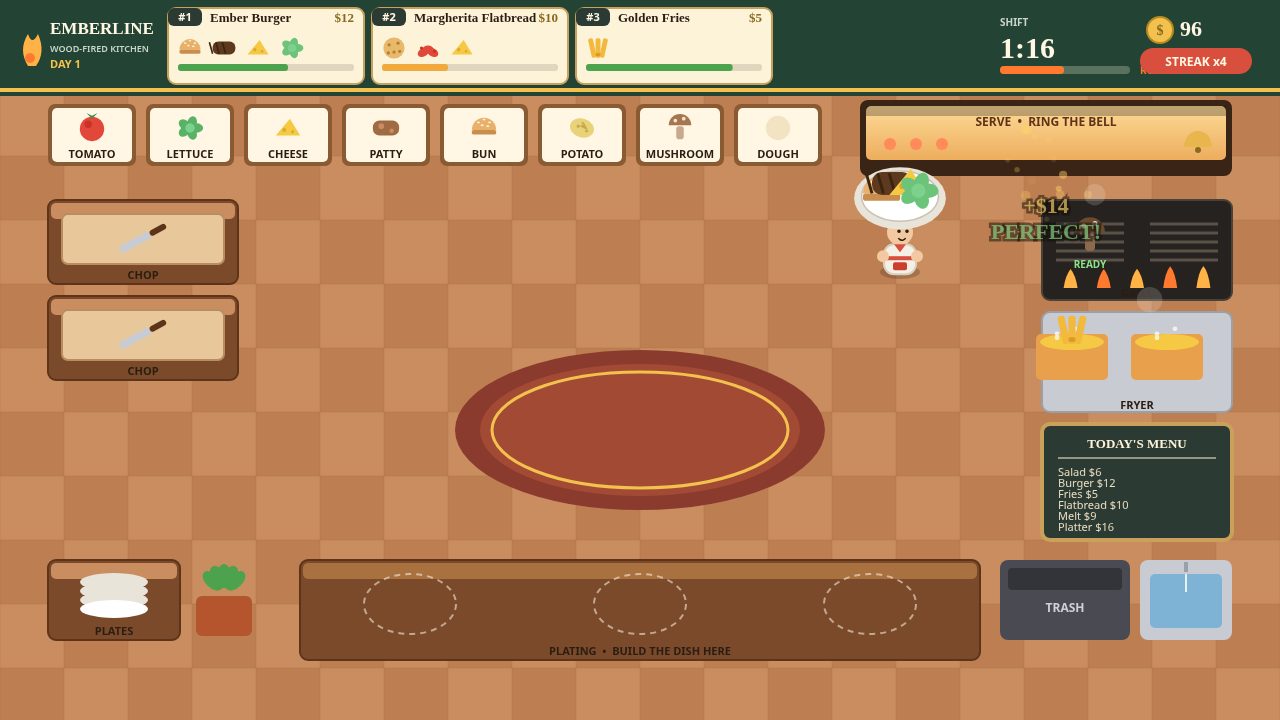 EMBERLINE
WOOD-FIRED KITCHEN
DAY 1
#1 Ember Burger $12
#2 Margherita Flatbread $10
#3 Golden Fries $5
SHIFT
1:16
$ 96
STREAK x4
TOMATO
LETTUCE
CHEESE
PATTY
BUN
POTATO
MUSHROOM
DOUGH
SERVE • RING THE BELL
+$14
PERFECT!
READY
CHOP
CHOP
FRYER
TODAY'S MENU
Salad $6
Burger $12
Fries $5
Flatbread $10
Melt $9
Platter $16
PLATES
PLATING • BUILD THE DISH HERE
TRASH